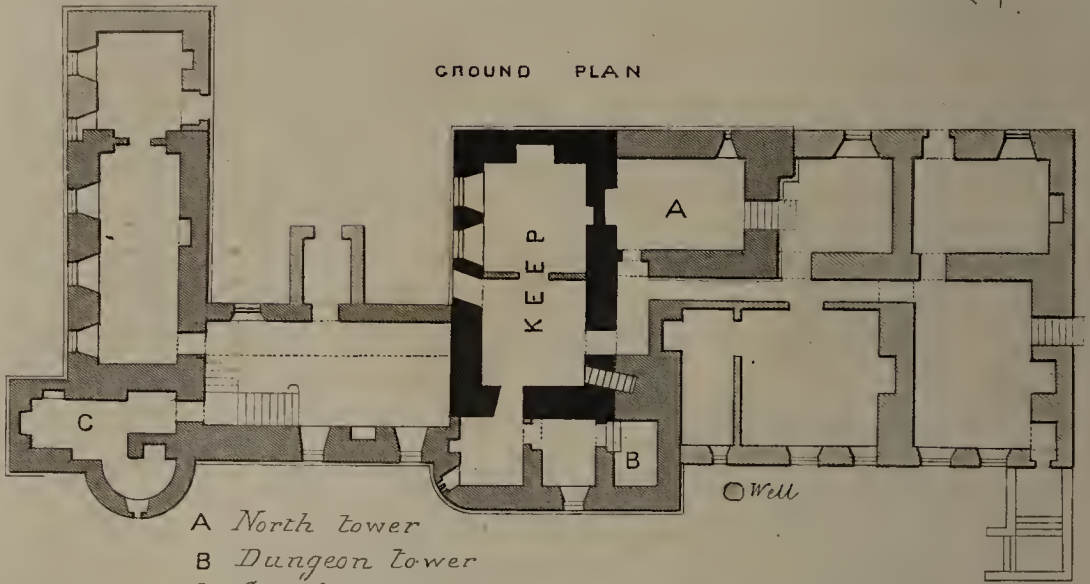 GROUND PLAN
KEEP
A
C
B
Well
A North tower
B Dungeon tower